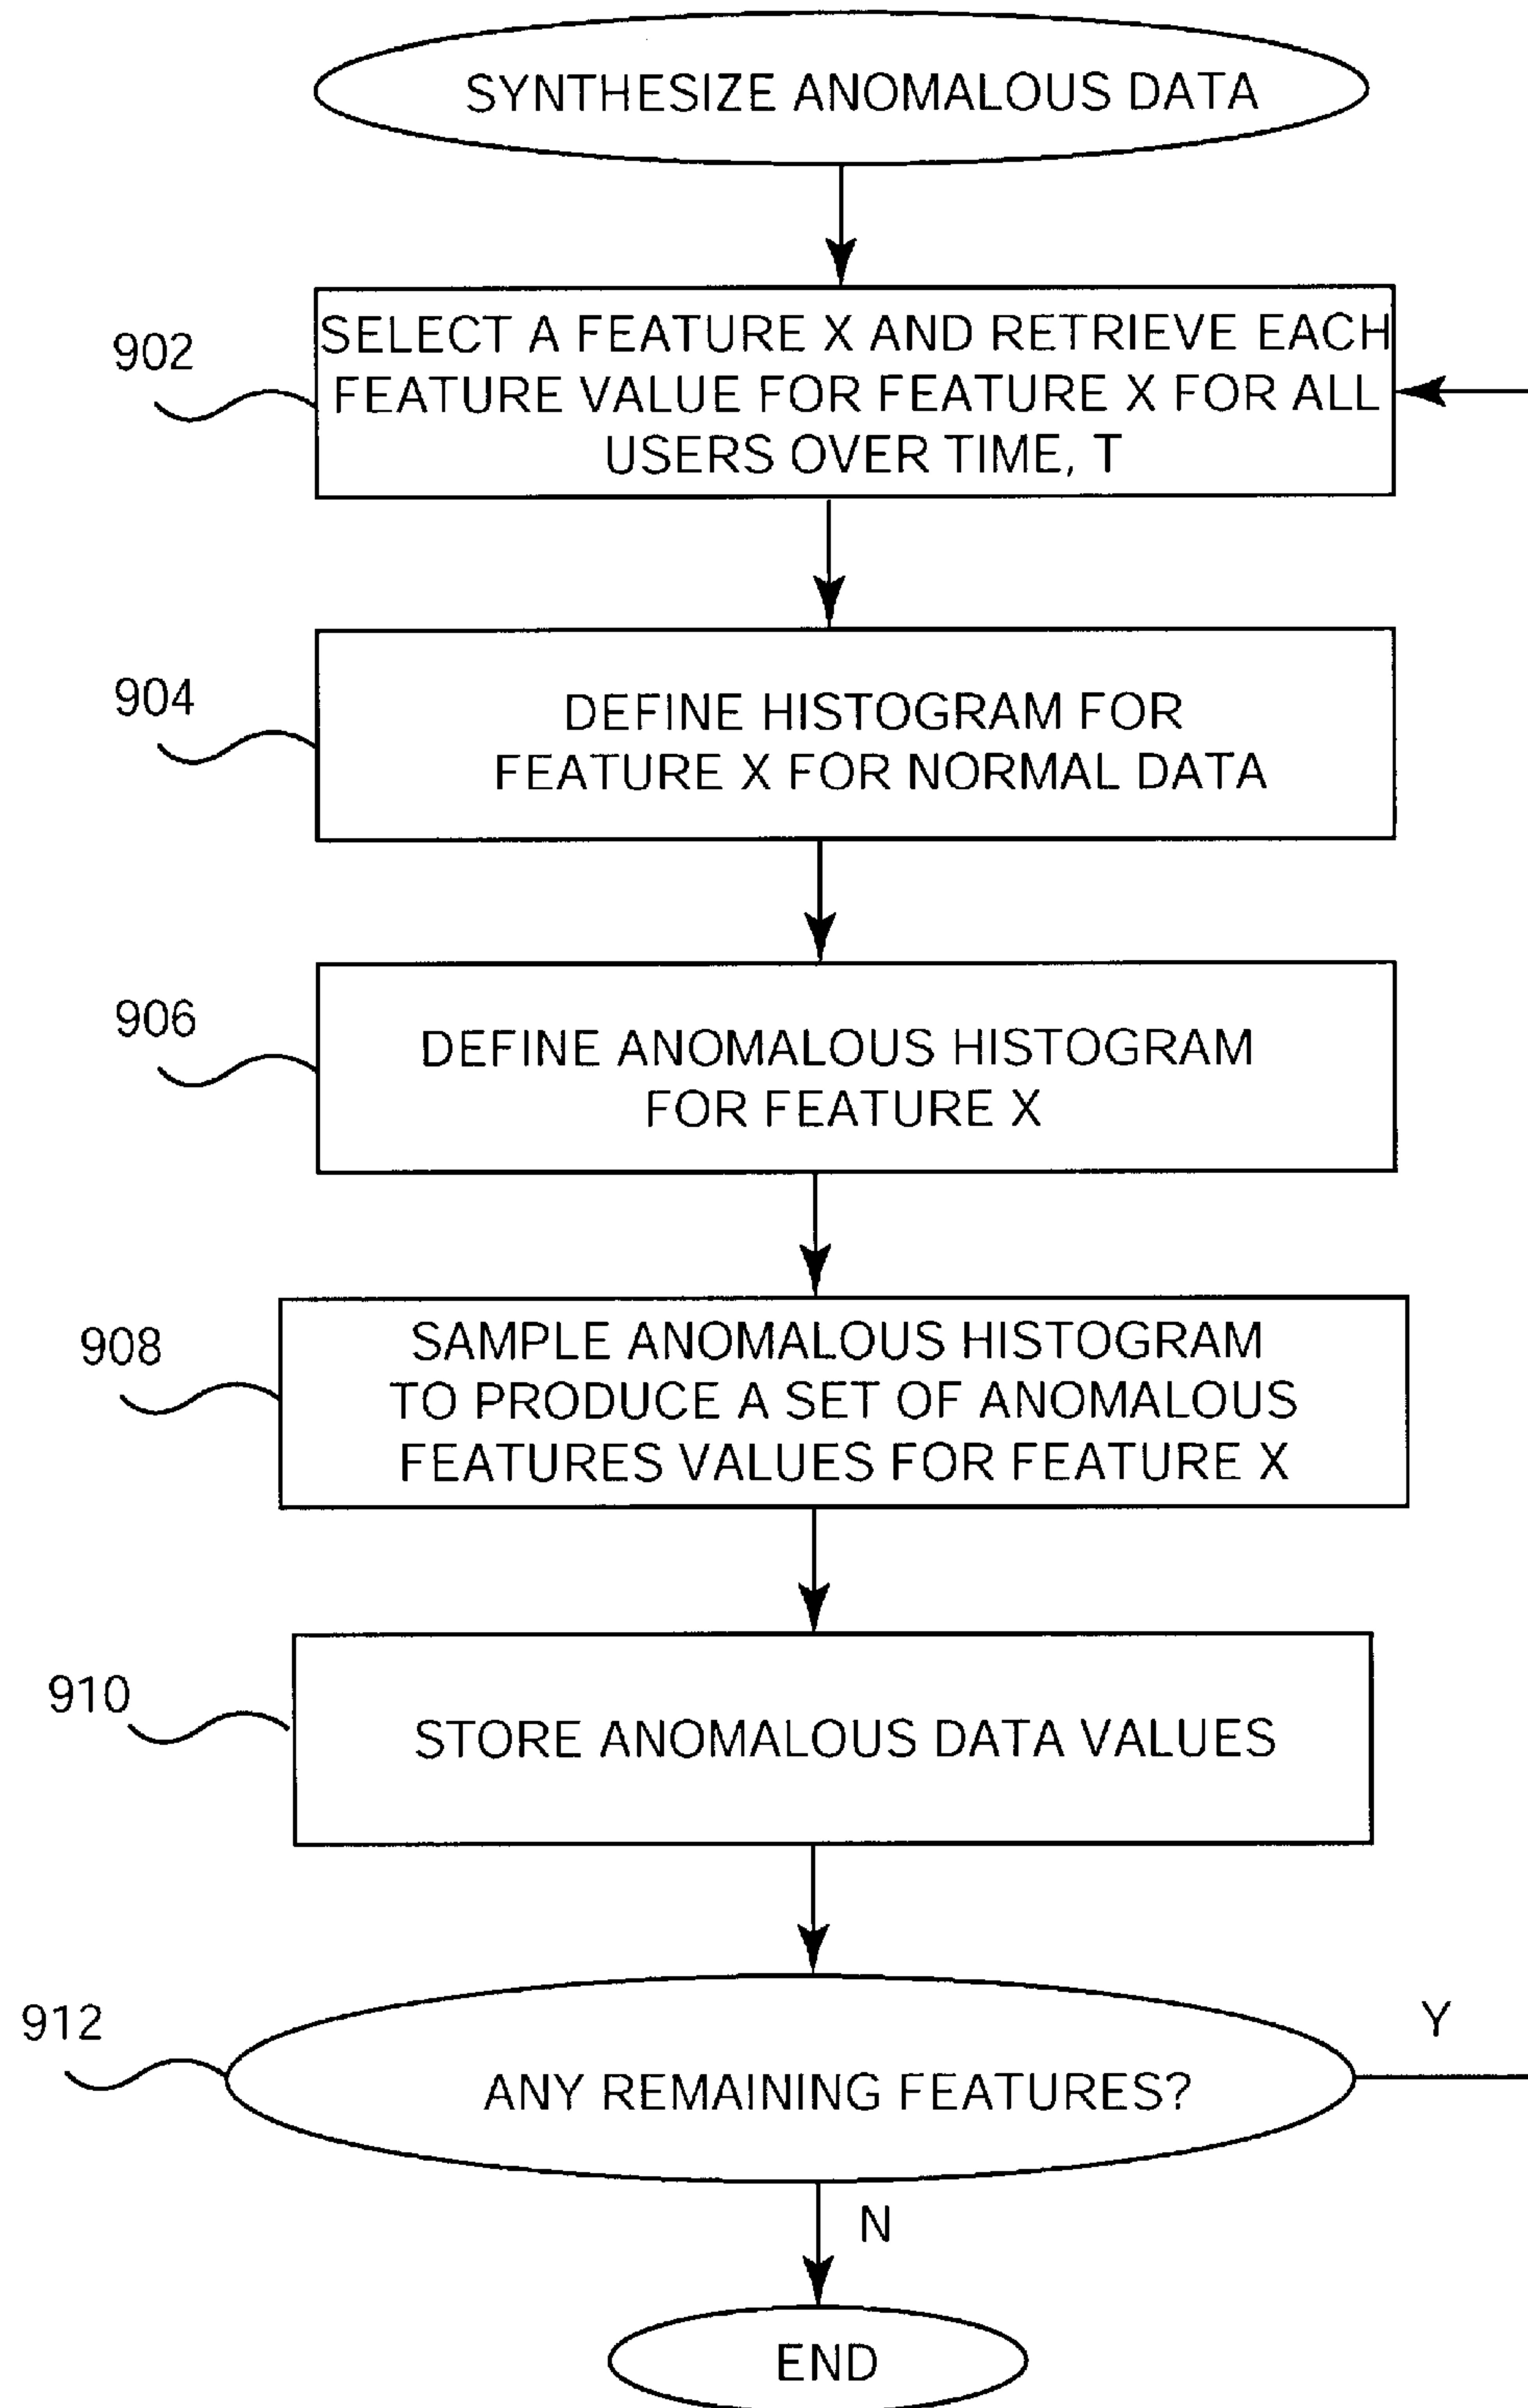 SYNTHESIZE ANOMALOUS DATA
902
SELECT A FEATURE X AND RETRIEVE EACH
FEATURE VALUE FOR FEATURE X FOR ALL
USERS OVER TIME, T
904
DEFINE HISTOGRAM FOR
FEATURE X FOR NORMAL DATA
906
DEFINE ANOMALOUS HISTOGRAM
FOR FEATURE X
908
SAMPLE ANOMALOUS HISTOGRAM
TO PRODUCE A SET OF ANOMALOUS
FEATURES VALUES FOR FEATURE X
910
STORE ANOMALOUS DATA VALUES
912
ANY REMAINING FEATURES?
Y
N
END